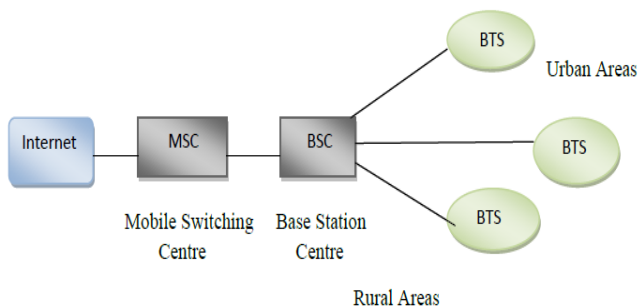 BTS
Urban Areas
Internet
MSC
BSC
BTS
BTS
Mobile Switching
Centre
Base Station
Centre
Rural Areas